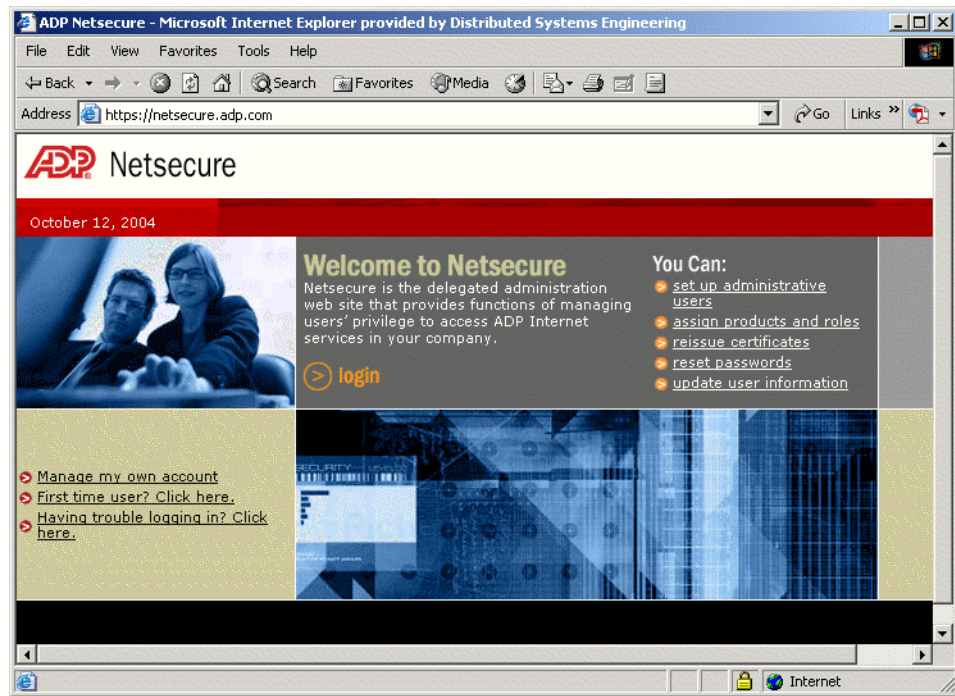 ADP Netsecure - Microsoft Internet Explorer provided by Distributed Systems Engineering
File Edit View Favorites Tools Help
Back Search Favorites Media
Address https://netsecure.adp.com Go Links »
ADP Netsecure
October 12, 2004
Welcome to Netsecure
Netsecure is the delegated administration
web site that provides functions of managing
users' privilege to access ADP Internet
services in your company.
login
You Can:
set up administrative
users
assign products and roles
reissue certificates
reset passwords
update user information
Manage my own account
First time user? Click here.
Having trouble logging in? Click
here.
SECURITY
Internet